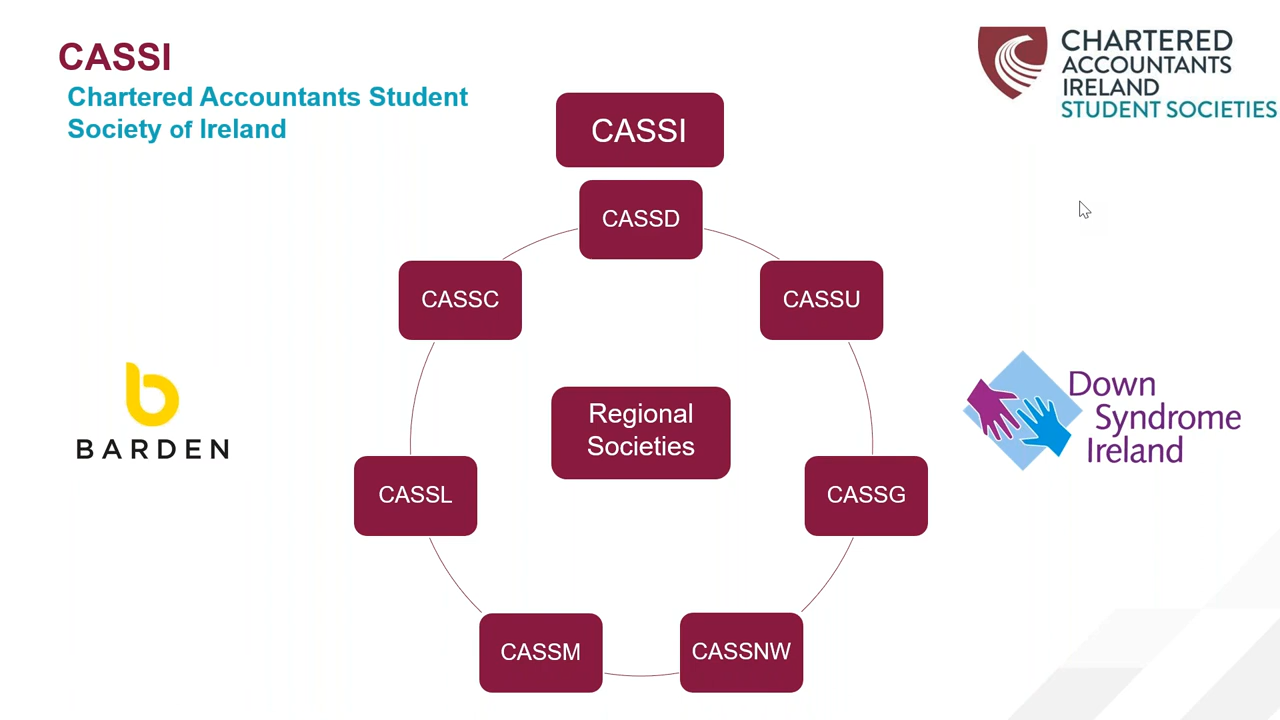 CASSI
Chartered Accountants Student
Society of Ireland
CHARTERED
ACCOUNTANTS
IRELAND
STUDENT SOCIETIES
CASSI
CASSD
CASSC
CASSU
BARDEN
Regional
Societies
Down
Syndrome
Ireland
CASSL
CASSG
CASSM
CASSNW